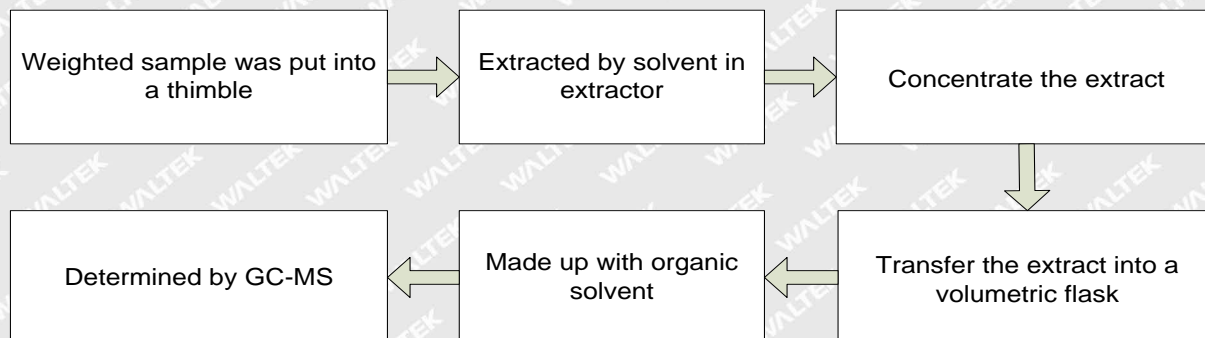 Weighted sample was put into
a thimble
Extracted by solvent in
extractor
Concentrate the extract
Transfer the extract into a
volumetric flask
Made up with organic
solvent
Determined by GC-MS
WALTEK